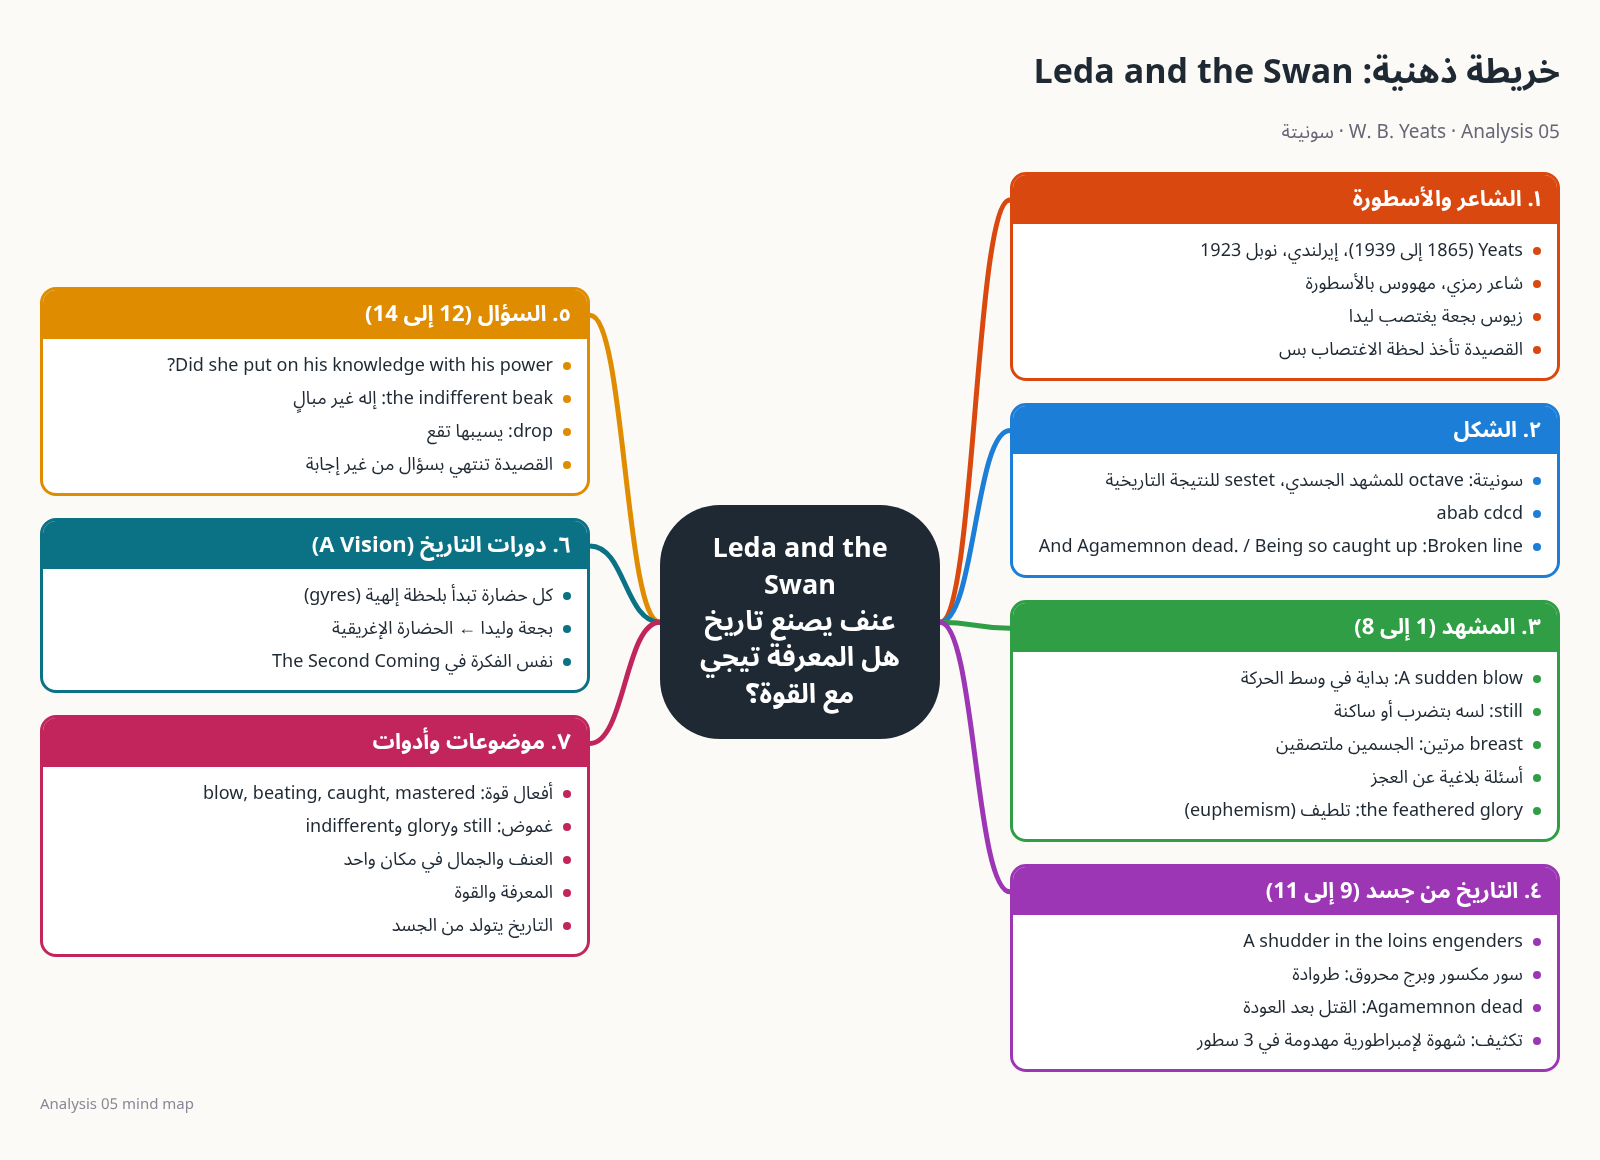 خريطة ذهنية: Leda and the Swan
W. B. Yeats · Analysis 05 · سونيتة
١. الشاعر والأسطورة
Yeats (1865 إلى 1939)، إيرلندي، نوبل 1923
شاعر رمزي، مهووس بالأسطورة
زيوس بجعة يغتصب ليدا
القصيدة تأخذ لحظة الاغتصاب بس
٢. الشكل
سونيتة: octave للمشهد الجسدي، sestet للنتيجة التاريخية
abab cdcd
Broken line: And Agamemnon dead. / Being so caught up
٣. المشهد (1 إلى 8)
A sudden blow: بداية في وسط الحركة
still: لسه بتضرب أو ساكنة
breast مرتين: الجسمين ملتصقين
أسئلة بلاغية عن العجز
the feathered glory: تلطيف (euphemism)
٤. التاريخ من جسد (9 إلى 11)
A shudder in the loins engenders
سور مكسور وبرج محروق: طروادة
Agamemnon dead: القتل بعد العودة
تكثيف: شهوة لإمبراطورية مهدومة في 3 سطور
Leda and the
Swan
عنف يصنع تاريخ
هل المعرفة تيجي
مع القوة؟
٥. السؤال (12 إلى 14)
Did she put on his knowledge with his power?
the indifferent beak: إله غير مبالٍ
drop: يسيبها تقع
القصيدة تنتهي بسؤال من غير إجابة
٦. دورات التاريخ (A Vision)
كل حضارة تبدأ بلحظة إلهية (gyres)
بجعة وليدا ← الحضارة الإغريقية
نفس الفكرة في The Second Coming
٧. موضوعات وأدوات
أفعال قوة: blow, beating, caught, mastered
غموض: still وglory وindifferent
العنف والجمال في مكان واحد
المعرفة والقوة
التاريخ يتولد من الجسد
Analysis 05 mind map